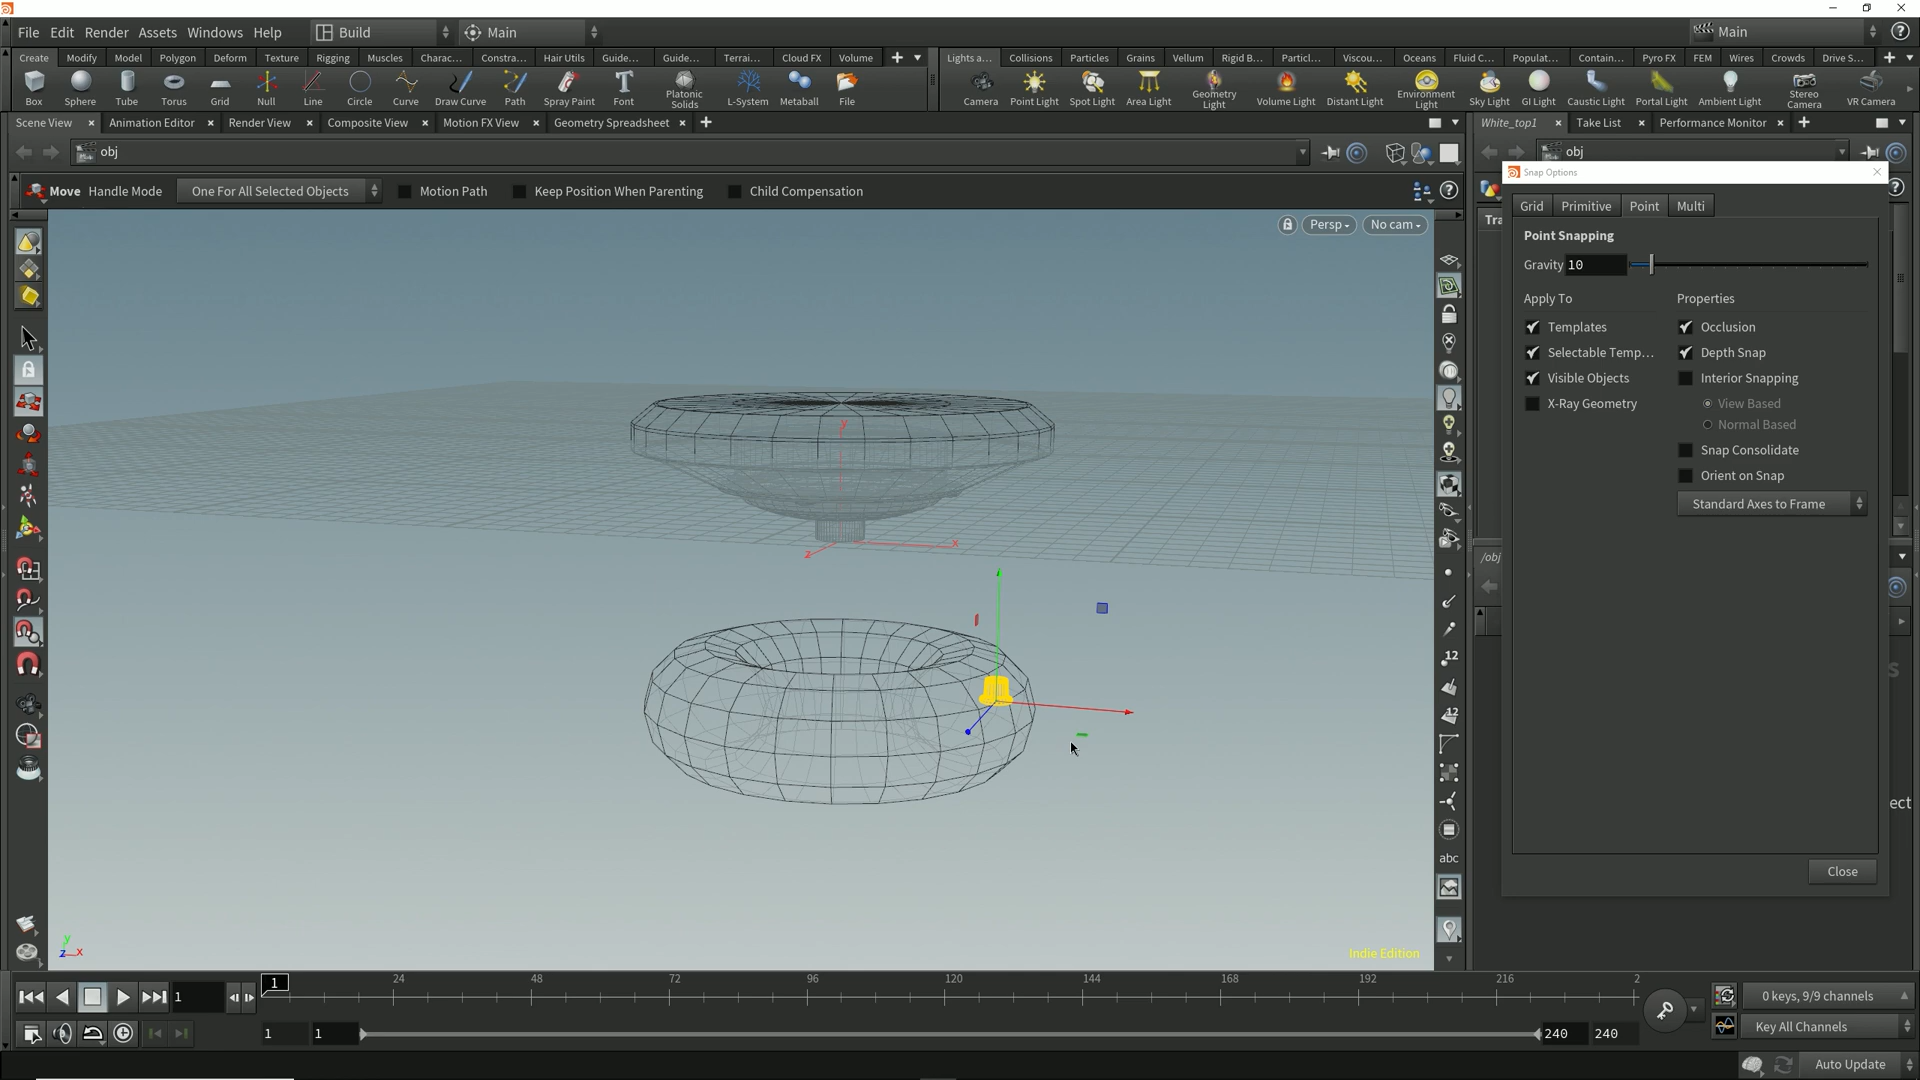 File Edit Render Assets Windows Help Build Main Main
Create Modify Model Polygon Deform Texture Rigging Muscles Charac... Constra... Hair Utils Guide... Guide... Terrai... Cloud FX Volume Lights a... Collisions Particles Grains Vellum Rigid B... Particl... Viscou... Oceans Fluid C... Populat... Contain... Pyro FX FEM Wires Crowds Drive S...
Box Sphere Tube Torus Grid Null Line Circle Curve Draw Curve Path Spray Paint Font Platonic Solids L-System Metaball File Camera Point Light Spot Light Area Light Geometry Light Volume Light Distant Light Environment Light Sky Light GI Light Caustic Light Portal Light Ambient Light Stereo Camera VR Camera
Scene View Animation Editor Render View Composite View Motion FX View Geometry Spreadsheet White_top1 Take List Performance Monitor
obj obj
Snap Options
Move Handle Mode One For All Selected Objects Motion Path Keep Position When Parenting Child Compensation
Grid Primitive Point Multi
Tra
Persp No cam
Point Snapping
Gravity 10
Apply To Properties
Templates Occlusion
Selectable Temp... Depth Snap
Visible Objects Interior Snapping
X-Ray Geometry View Based
Normal Based
Snap Consolidate
Orient on Snap
Standard Axes to Frame
y
z x
/obj
12
12
ect
abc
Close
Indie Edition
y
z x
1 1 24 48 72 96 120 144 168 192 216 2
0 keys, 9/9 channels
1 1 240 240 Key All Channels
Auto Update